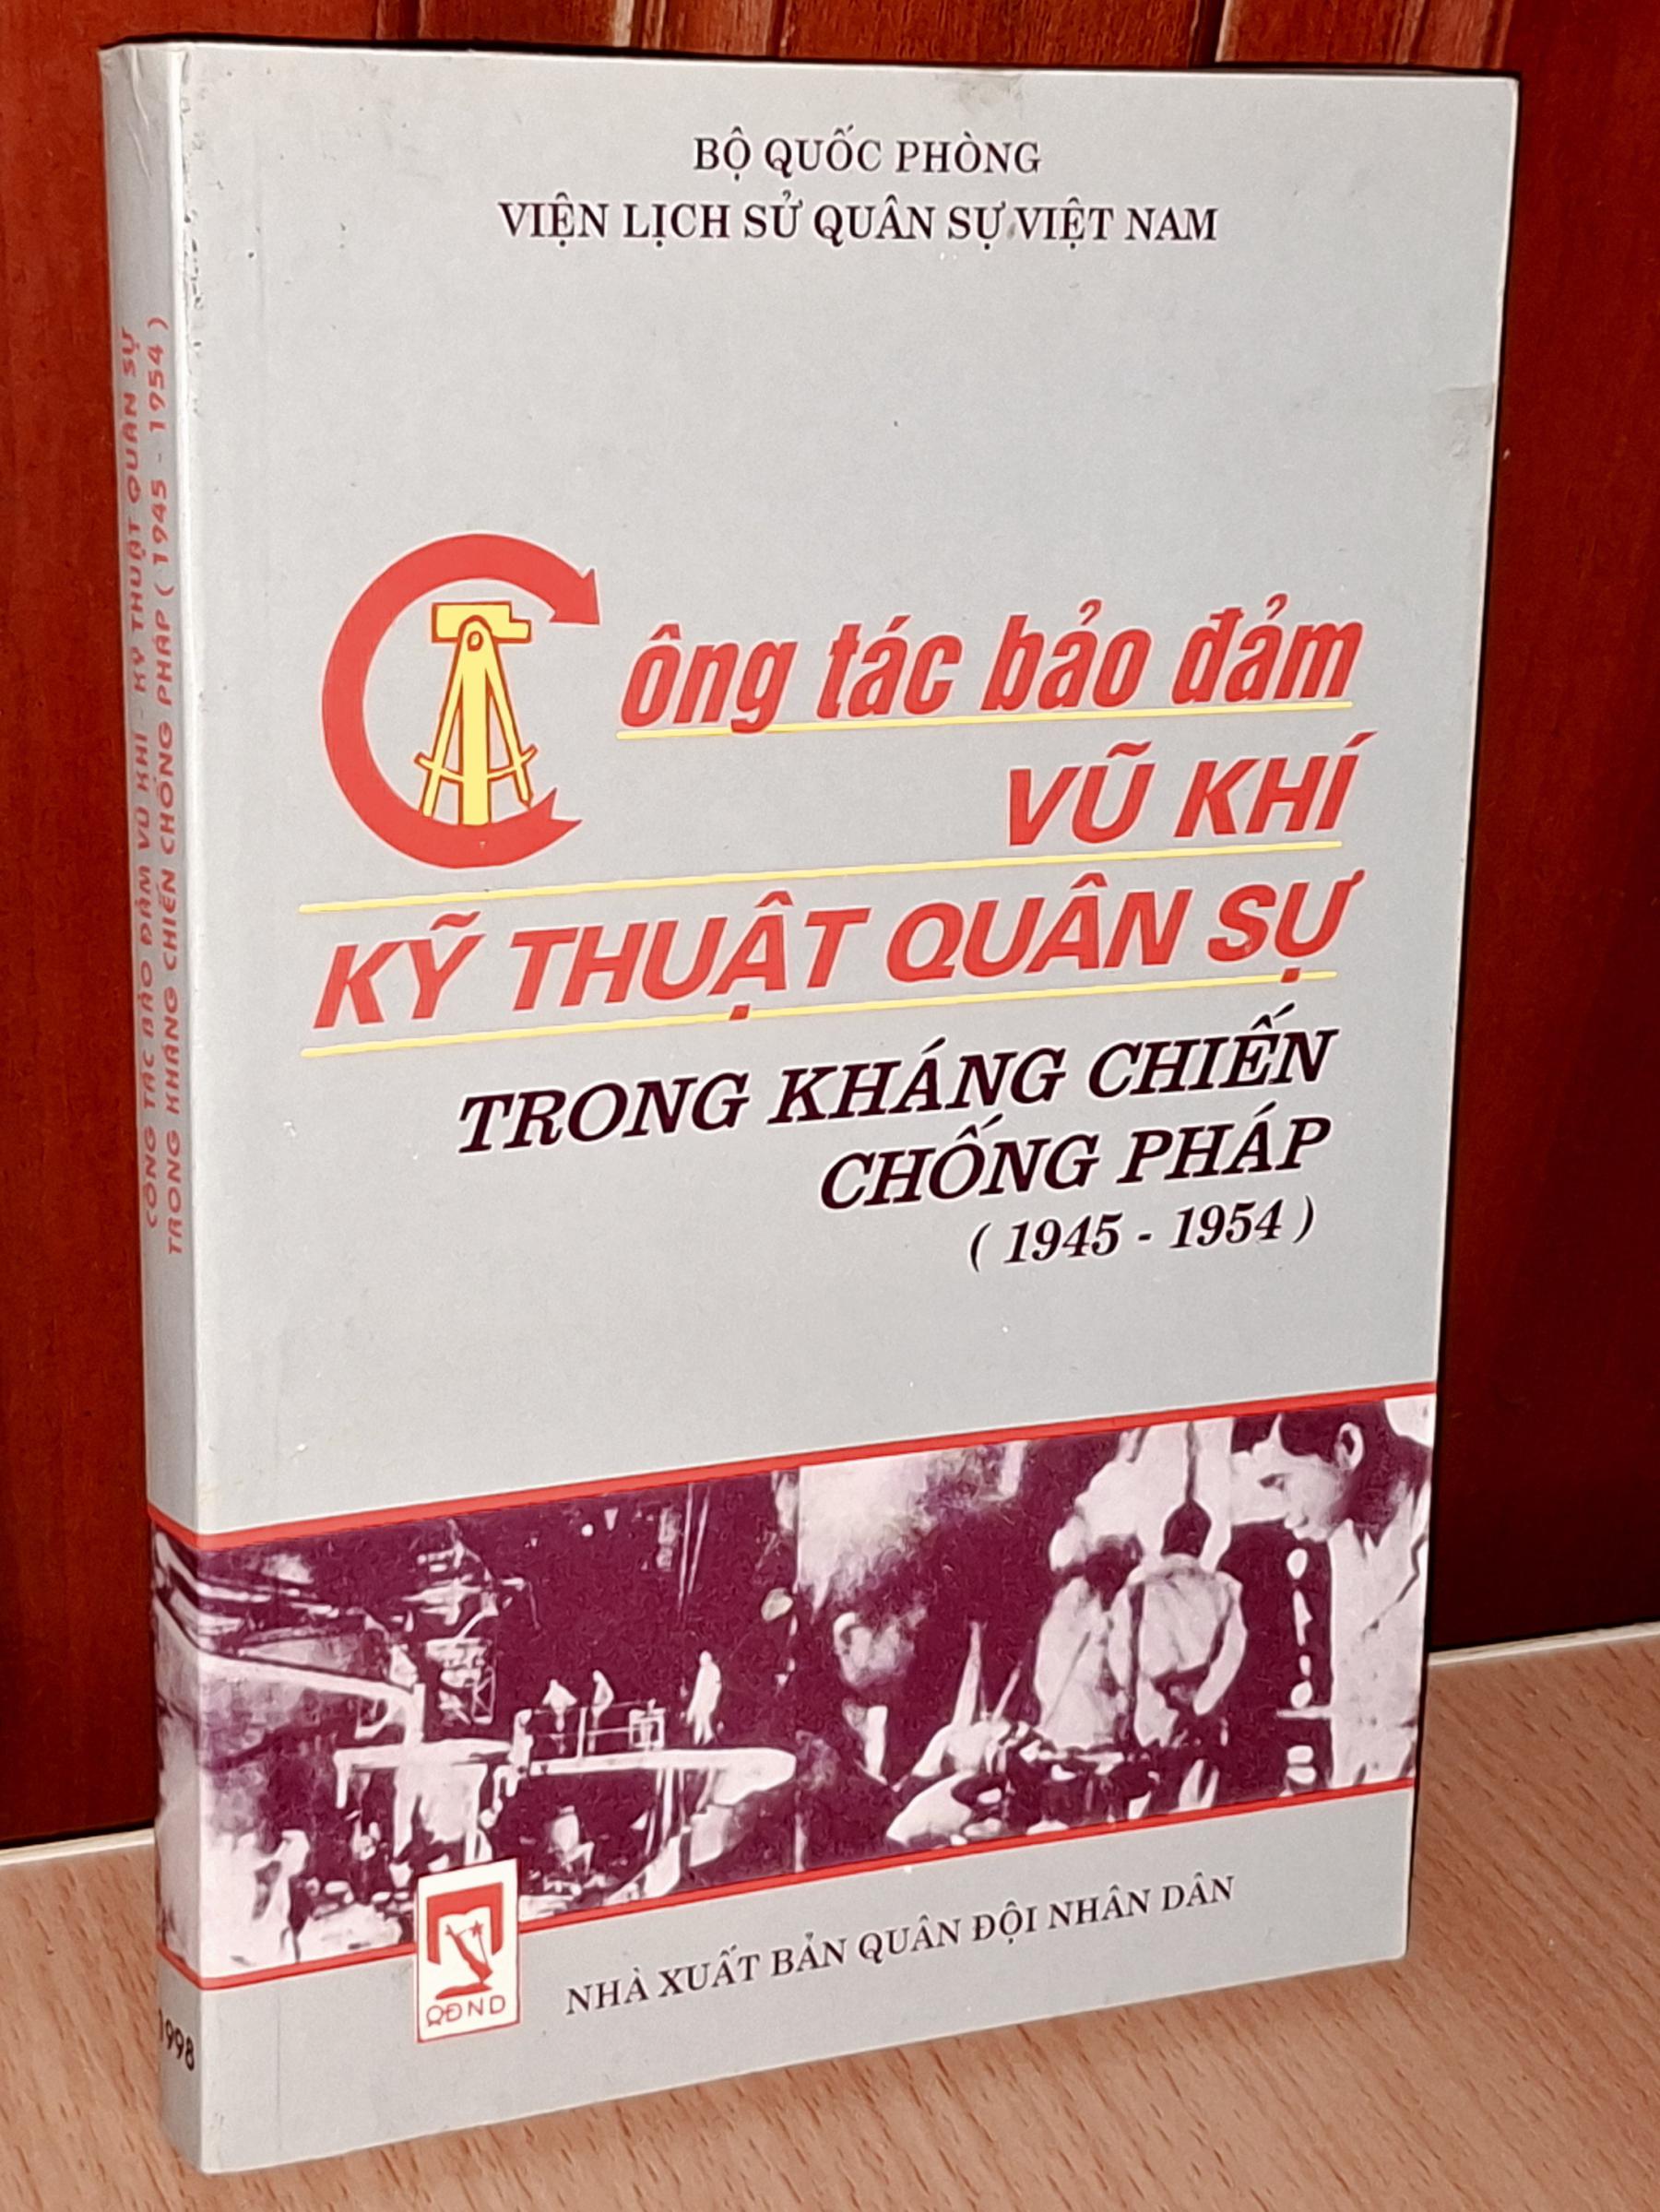 BỘ QUỐC PHÒNG
VIỆN LỊCH SỬ QUÂN SỰ VIỆT NAM
Công tác bảo đảm
VŨ KHÍ
KỸ THUẬT QUÂN SỰ
TRONG KHÁNG CHIẾN
CHỐNG PHÁP
( 1945 - 1954 )
QĐND
NHÀ XUẤT BẢN QUÂN ĐỘI NHÂN DÂN
CÔNG TÁC BẢO ĐẢM VŨ KHÍ - KỸ THUẬT QUÂN SỰ
TRONG KHÁNG CHIẾN CHỐNG PHÁP ( 1945 - 1954 )
1998